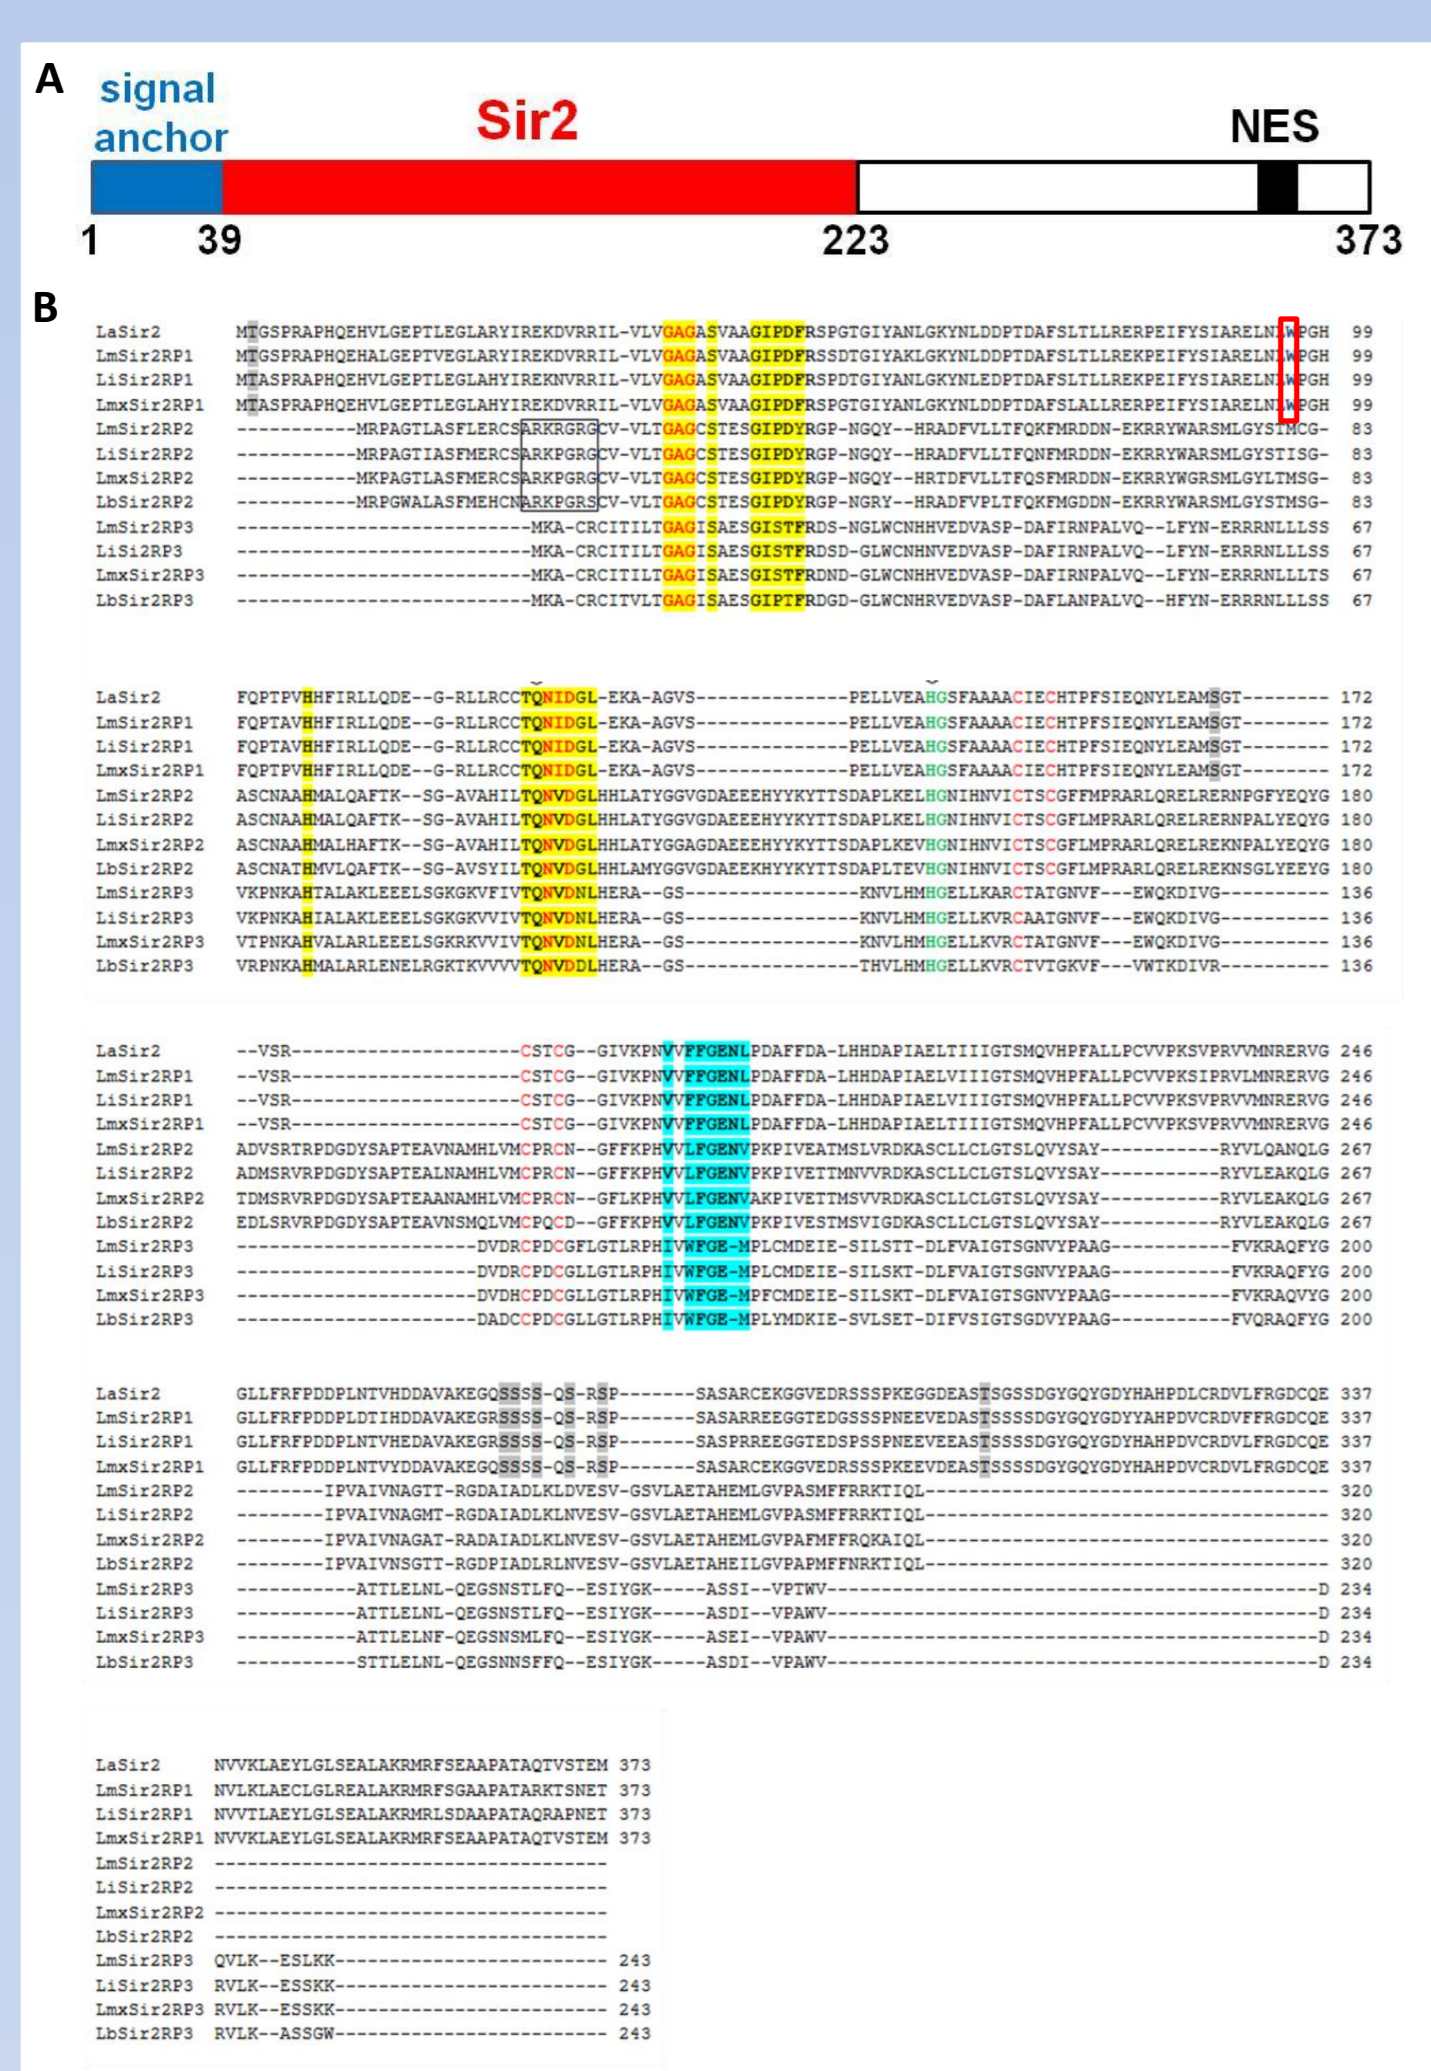 A
signal
anchor
Sir2
NES
1 39 223 373
B
LaSir2 MTGSPRAPHQEHVLGEPTLEGLARYIREKDVRRIL-VLVGAGASVAAGIPDFRSPGTGIYANLGKYNLDDPTDAFSLTLLRERPEIFYSIARELNLWPGH 99
LmSir2RP1 MTGSPRAPHQEHALGEPTVEGLARYIREKDVRRIL-VLVGAGASVAAGIPDFRSSDTGIYAKLGKYNLDDPTDAFSLTLLREKPEIFYSIARELNLWPGH 99
LiSir2RP1 MTASPRAPHQEHVLGEPTLEGLAHYIREKNVRRIL-VLVGAGASVAAGIPDFRSPDTGIYANLGKYNLEDPTDAFSLTLLREKPEIFYSIARELNLWPGH 99
LmxSir2RP1 MTASPRAPHQEHVLGEPTLEGLAHYIREKDVRRIL-VLVGAGASVAAGIPDFRSPGTGIYANLGKYNLDDPTDAFSLALLRERPEIFYSIARELNLWPGH 99
LmSir2RP2 -----------MRPAGTLASFLERCSARKRGRGCV-VLTGAGCSTESGIPDYRGP-NGQY--HRADFVLLTFQKFMRDDN-EKRRYWARSMLGYSTMCG- 83
LiSir2RP2 -----------MRPAGTIASFMERCSARKPGRGCV-VLTGAGCSTESGIPDYRGP-NGQY--HRADFVLLTFQNFMRDDN-EKRRYWARSMLGYSTISG- 83
LmxSi2RP2 -----------MKPAGTLASFMERCSARKPGRGCV-VLTGAGCSTESGIPDYRGP-NGQY--HRTDFVLLTFQSFMRDDN-EKRRYWGRSMLGYLTMSG- 83
LbSir2RP2 -----------MRPGWALASFMEHCNARKPGRSCV-VLTGAGCSTESGIPDYRGP-NGRY--HRADFVPLTFQKFMGDDN-EKRRYWARSMLGYSTMSG- 83
LmSir2RP3 ---------------------------MKA-CRCITILTGAGISAESGISTFRDS-NGLWCNHHVEDVASP-DAFIRNPALVQ--LFYN-ERRRNLLLSS 67
LiSi2RP3 ---------------------------MKA-CRCITILTGAGISAESGISTFRDSD-GLWCNHNVEDVASP-DAFIRNPALVQ--LFYN-ERRRNLLLSS 67
LmxSir2RP3 ---------------------------MKA-CRCITILTGAGISAESGISTFRDND-GLWCNHHVEDVASP-DAFIRNPALVQ--LFYN-ERRRNLLLTS 67
LbSir2RP3 ---------------------------MKA-CRCITVLTGAGISAESGIPTFRDGD-GLWCNHRVEDVASP-DAFLANPALVQ--HFYN-ERRRNLLLSS 67
LaSir2 FQPTPVHHFIRLLQDE--G-RLLRCCTQNIDGL-EKA-AGVS--------------PELLVEAHGSFAAAACIECHTPFSIEQNYLEAMSGT-------- 172
LmSir2RP1 FQPTAVHHFIRLLQDE--G-RLLRCCTQNIDGL-EKA-AGVS--------------PELLVEAHGSFAAAACIECHTPFSIEQNYLEAMSGT-------- 172
LiSir2RP1 FQPTAVHHFIRLLQDE--G-RLLRCCTQNIDGL-EKA-AGVS--------------PELLVEAHGSFAAAACIECHTPFSIEQNYLEAMSGT-------- 172
LmxSir2RP1 FQPTPVHHFIRLLQDE--G-RLLRCCTQNIDGL-EKA-AGVS--------------PELLVEAHGSFAAAACIECHTPFSIEQNYLEAMSGT-------- 172
LmSir2RP2 ASCNAAHMALQAFTK--SG-AVAHILTQNVDGLHHLATYGGVGDAEEEHYYKYTTSDAPLKELHGNIHNVICTSCGFFMPRARLQRELRERNPGFYEQYG 180
LiSir2RP2 ASCNAAHMALQAFTK--SG-AVAHILTQNVDGLHHLATYGGVGDAEEEHYYKYTTSDAPLKELHGNIHNVICTSCGFLMPRARLQRELRERNPALYEQYG 180
LmxSir2RP2 ASCNAAHMALHAFTK--SG-AVAHILTQNVDGLHHLATYGGAGDAEEEHYYKYTTSDAPLKEVHGNIHNVICTSCGFLMPRARLQRELREKNPALYEQYG 180
LbSir2RP2 ASCNATHMVLQAFTK--SG-AVSYILTQNVDGLHHLAMYGGVGDAEEKHYYKYTTSDAPLTEVHGNIHNVICTSCGFLMPRARLQRELREKNSGLYEEYG 180
LmSir2RP3 VKPNKAHTALAKLEEELSGKGKVFIVTQNVDNLHERA--GS----------------KNVLHMHGELLKARCTATGNVF---EWQKDIVG---------- 136
LiSir2RP3 VKPNKAHIALAKLEEELSGKGKVVIVTQNVDNLHERA--GS----------------KNVLHMHGELLKVRCAATGNVF---EWQKDIVG---------- 136
LmxSir2RP3 VTPNKAHVALARLEEELSGKRKVVIVTQNVDNLHERA--GS----------------KNVLHMHGELLKVRCTATGNVF---EWQKDIVG---------- 136
LbSir2RP3 VRPNKAHMALARLENELRGKTKVVVVTQNVDDLHERA--GS----------------THVLHMHGELLKVRCTVTGKVF---VWTKDIVR---------- 136
LaSir2 --VSR---------------------CSTCG--GIVKPNVVFFGENLPDAFFDA-LHHDAPIAELTIIIGTSMQVHPFALLPCVVPKSVPRVVMNRERVG 246
LmSir2RP1 --VSR---------------------CSTCG--GIVKPNVVFFGENLPDAFFDA-LHHDAPIAELVIIIGTSMQVHPFALLPCVVPKSIPRVLMNRERVG 246
LiSir2RP1 --VSR---------------------CSTCG--GIVKPNVVFFGENLPDAFFDA-LHHDAPIAELVIIIGTSMQVHPFALLPCVVPKSVPRVVMNRERVG 246
LmxSir2RP1 --VSR---------------------CSTCG--GIVKPNVVFFGENLPDAFFDA-LHHDAPIAELTIIIGTSMQVHPFALLPCVVPKSVPRVVMNRERVG 246
LmSir2RP2 ADVSRTRPDGDYSAPTEAVNAMHLVMCPRCN--GFFKPHVVLFGENVPKPIVEATMSLVRDKASCLLCLGTSLQVYSAY-----------RYVLQANQLG 267
LiSir2RP2 ADMSRVRPDGDYSAPTEALNAMHLVMCPRCN--GFFKPHVVLFGENVPKPIVETTMNVVRDKASCLLCLGTSLQVYSAY-----------RYVLEAKQLG 267
LmxSir2RP2 TDMSRVRPDGDYSAPTEAANAMHLVMCPRCN--GFLKPHVVLFGENVAKPIVETTMSVVRDKASCLLCLGTSLQVYSAY-----------RYVLEAKQLG 267
LbSir2RP2 EDLSRVRPDGDYSAPTEAVNSMQLVMCPQCD--GFFKPHVVLFGENVPKPIVESTMSVIGDKASCLLCLGTSLQVYSAY-----------RYVLEAKQLG 267
LmSir2RP3 ----------------------DVDRCPDCGFLGTLRPHIVWFGE-MPLCMDEIE-SILSTT-DLFVAIGTSGNVYPAAG-----------FVKRAQFYG 200
LiSir2RP3 ----------------------DVDRCPDCGLLGTLRPHIVWFGE-MPLCMDEIE-SILSKT-DLFVAIGTSGNVYPAAG-----------FVKRAQFYG 200
LmxSir2RP3 ----------------------DVDHCPDCGLLGTLRPHIVWFGE-MPFCMDEIE-SILSKT-DLFVAIGTSGNVYPAAG-----------FVKRAQVYG 200
LbSir2RP3 ----------------------DADCCPDCGLLGTLRPHIVWFGE-MPLYMDKIE-SVLSET-DIFVSIGTSGDVYPAAG-----------FVQRAQFYG 200
LaSir2 GLLFRFPDDPLNTVHDDAVAKEGQSSSS-QS-RSP-------SASARCEKGGVEDRSSSPKEGGDEASTSGSSDGYGQYGDYHAHPDLCRDVLFRGDCQE 337
LmSir2RP1 GLLFRFPDDPLDTIHDDAVAKEGRSSSS-QS-RSP-------SASARREEGGTEDGSSSPNEEVEDASTSSSSDGYGQYGDYYAHPDVCRDVFFRGDCQE 337
LiSir2RP1 GLLFRFPDDPLNTVHEDAVAKEGRSSSS-QS-RSP-------SASPRREEGGTEDSPSSPNEEVEEASTSSSSDGYGQYGDYHAHPDVCRDVLFRGDCQE 337
LmxSir2RP1 GLLFRFPDDPLNTVYDDAVAKEGQSSSS-QS-RSP-------SASARCEKGGVEDRSSSPKEEVDEASTSSSSDGYGQYGDYHAHPDVCRDVLFRGDCQE 337
LmSir2RP2 --------IPVAIVNAGTT-RGDAIADLKLDVESV-GSVLAETAHEMLGVPASMFFRRKTIQL------------------------------------- 320
LiSir2RP2 --------IPVAIVNAGMT-RGDAIADLKLNVESV-GSVLAETAHEMLGVPASMFFRRKTIQL------------------------------------- 320
LmxSir2RP2 --------IPVAIVNAGAT-RADAIADLKLNVESV-GSVLAETAHEMLGVPAFMFFRQKAIQL------------------------------------- 320
LbSir2RP2 --------IPVAIVNSGTT-RGDPIADLRLNVESV-GSVLAETAHEILGVPAPMFFNRKTIQL------------------------------------- 320
LmSir2RP3 -----------ATTLELNL-QEGSNSTLFQ--ESIYGK-----ASSI--VPTWV---------------------------------------------D 234
LiSir2RP3 -----------ATTLELNL-QEGSNSTLFQ--ESIYGK-----ASDI--VPAWV---------------------------------------------D 234
LmxSir2RP3 -----------ATTLELNF-QEGSNSMLFQ--ESIYGK-----ASEI--VPAWV---------------------------------------------D 234
LbSir2RP3 -----------STTLELNL-QEGSNNSFFQ--ESIYGK-----ASDI--VPAWV---------------------------------------------D 234
LaSir2 NVVKLAEYLGLSEALAKRMRFSEAAPATAQTVSTEM 373
LmSir2RP1 NVLKLAECLGLREALAKRMRFSGAAPATARKTSNET 373
LiSir2RP1 NVVTLAEYLGLSEALAKRMRLSDAAPATAQRAPNET 373
LmxSir2RP1 NVVKLAEYLGLSEALAKRMRFSEAAPATAQTVSTEM 373
LmSir2RP2 ------------------------------------
LiSir2RP2 ------------------------------------
LmxSir2RP2 ------------------------------------
LbSir2RP2 ------------------------------------
LmSir2RP3 QVLK--ESLKK------------------------- 243
LiSir2RP3 RVLK--ESSKK------------------------- 243
LmxSir2RP3 RVLK--ESSKK------------------------- 243
LbSir2RP3 RVLK--ASSGW------------------------- 243